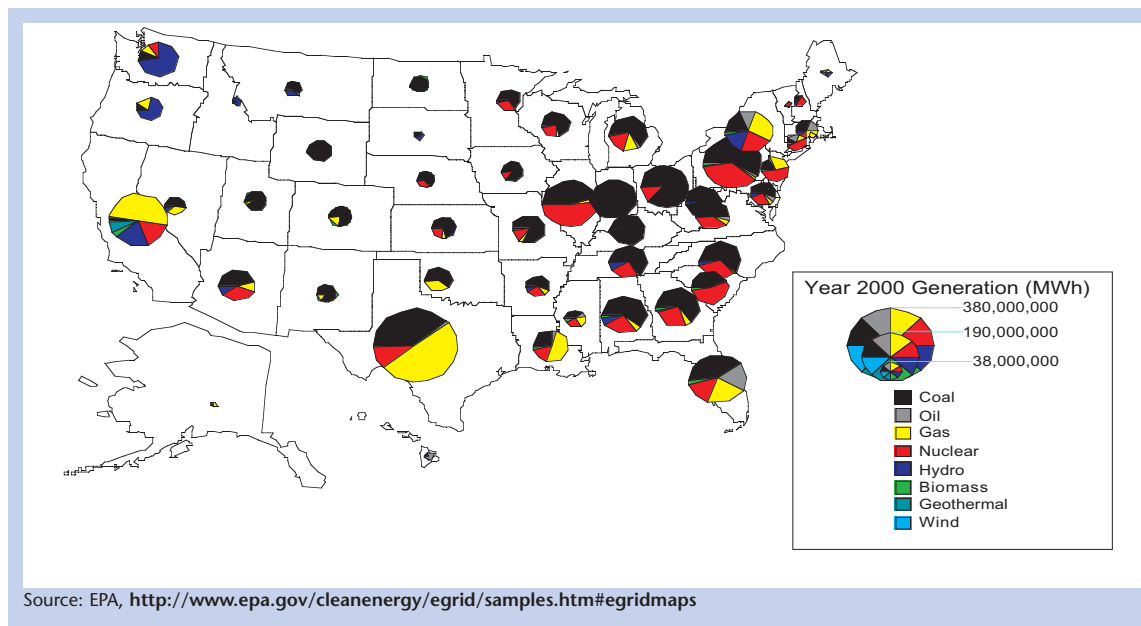 Year 2000 Generation (MWh)
380,000,000
190,000,000
38,000,000
Coal
Oil
Gas
Nuclear
Hydro
Biomass
Geothermal
Wind
Source: EPA, http://www.epa.gov/cleanenergy/egrid/samples.htm#egridmaps